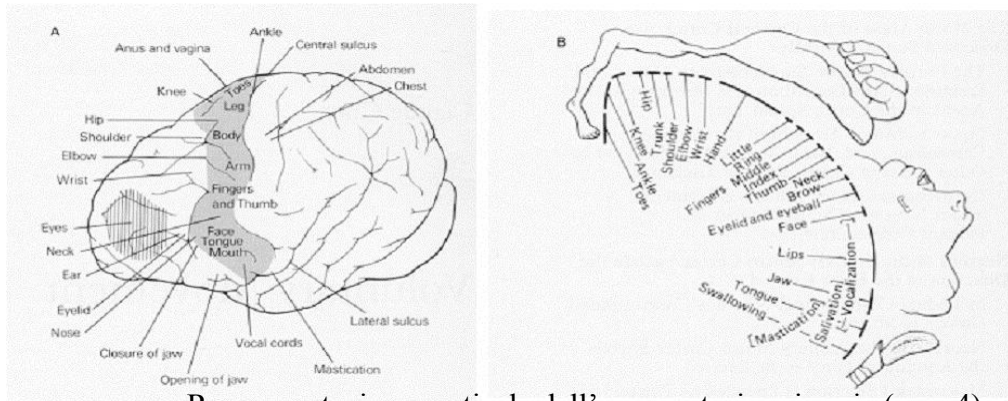 A
Ankle
Anus and vagina
Central sulcus
Toes
Abdomen
Knee
Leg
Chest
Hip
Body
Shoulder
Elbow
Arm
Wrist
Fingers
and Thumb
Eyes
Face
Neck
Tongue
Mouth
Ear
Eyelid
Nose
Lateral sulcus
Closure of jaw
Vocal cords
Opening of jaw
Mastication
B
Hip
Trunk
Shoulder
Elbow
Wrist
Hand
Knee
Ankle
Toes
Little
Ring
Middle
Index
Thumb
Fingers
Neck
Brow
Eyelid and eyeball
Face
Lips
Jaw
Tongue
Swallowing
[Mastication]
[Salivation]
[Vocalization]